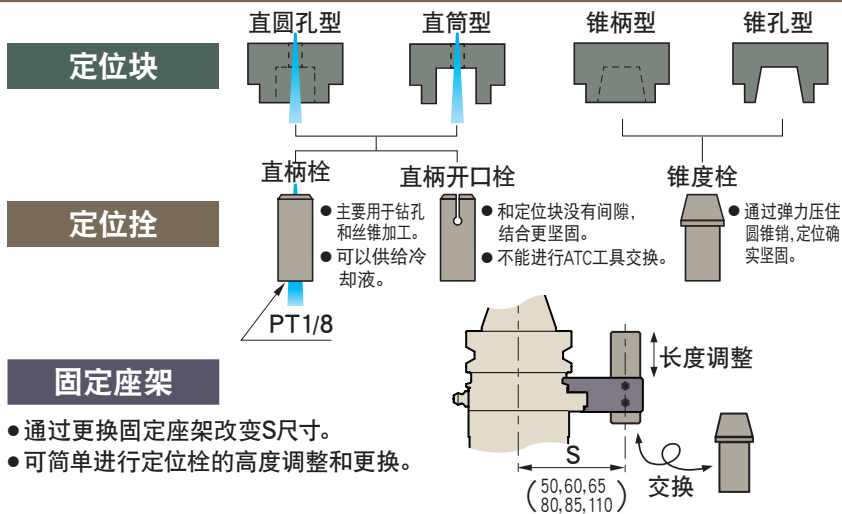 直圆孔型
直筒型
锥柄型
锥孔型
定位块
直柄栓
直柄开口栓
锥度栓
定位拴
● 主要用于钻孔
和丝锥加工。
● 可以供给冷
却液。
● 和定位块没有间隙,
结合更坚固。
● 不能进行ATC工具交换。
● 通过弹力压住
圆锥销,定位确
实坚固。
PT1/8
固定座架
长度调整
● 通过更换固定座架改变S尺寸。
● 可简单进行定位栓的高度调整和更换。
S
(50,60,65
80,85,110)
交换